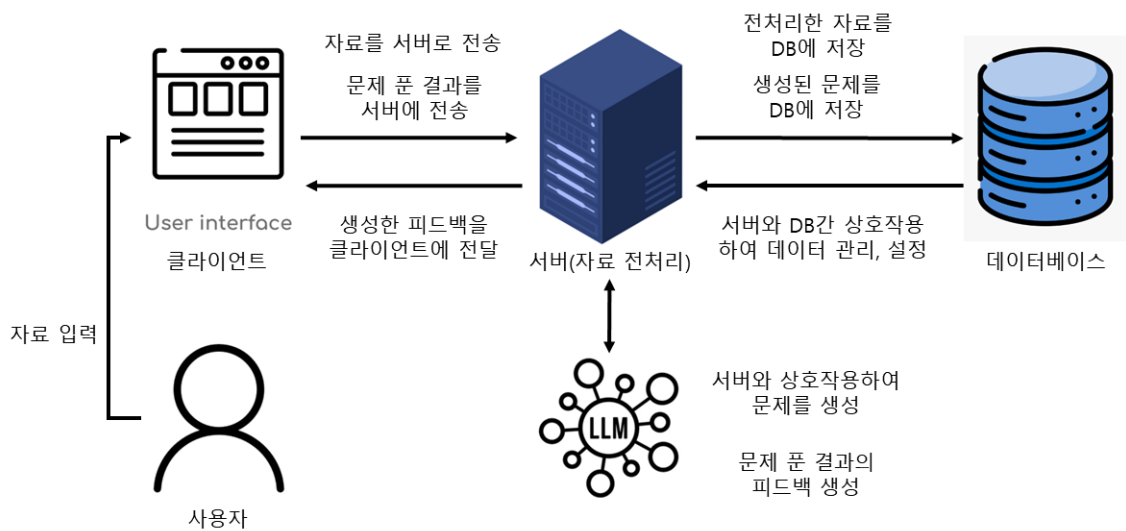 자료를 서버로 전송
문제 푼 결과를
서버에 전송
전처리한 자료를
DB에 저장
생성된 문제를
DB에 저장
User interface
클라이언트
생성한 피드백을
클라이언트에 전달
서버(자료 전처리)
서버와 DB간 상호작용
하여 데이터 관리, 설정
데이터베이스
자료 입력
LLM
서버와 상호작용하여
문제를 생성
문제 푼 결과의
피드백 생성
사용자